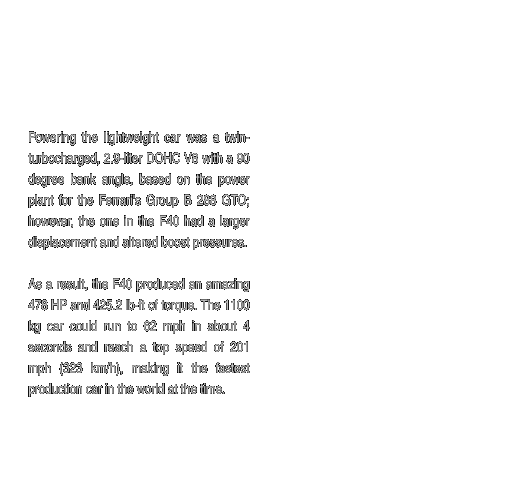 Powering the lightweight car was a twin-
turbocharged, 2.9-liter DOHC V8 with a 90
degree bank angle, based on the power
plant for the Ferrari's Group B 288 GTO;
however, the one in the F40 had a larger
displacement and altered boost pressures.
As a result, the F40 produced an amazing
478 HP and 425.2 lb-ft of torque. The 1100
kg car could run to 62 mph in about 4
seconds and reach a top speed of 201
mph (323 km/h), making it the fastest
production car in the world at the time.